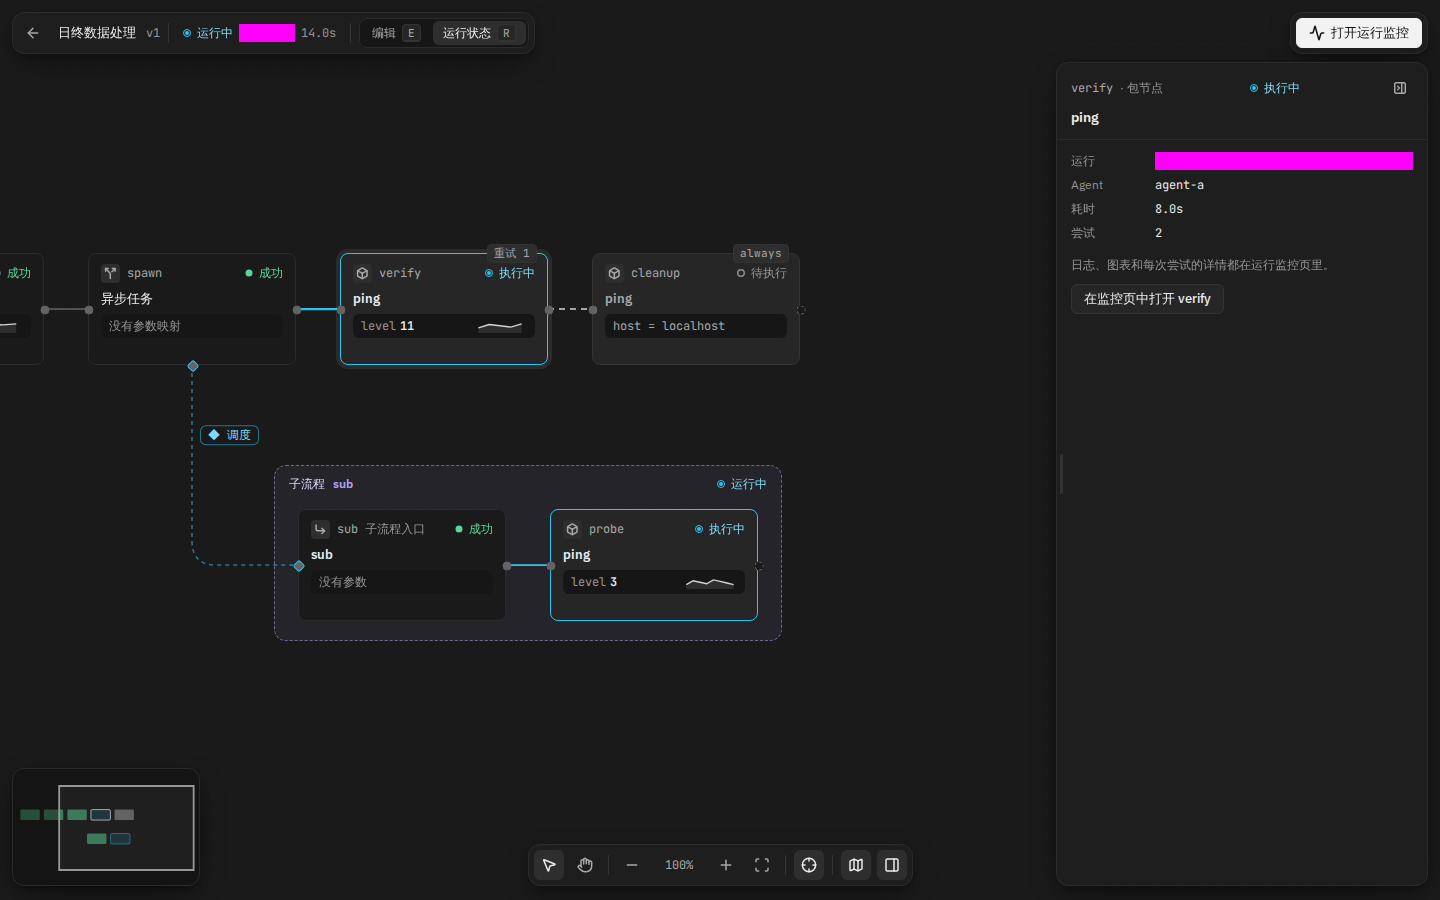 日终数据处理 v1 运行中 14.0s 编辑 E 运行状态 R
打开运行监控
verify · 包节点 执行中
ping
运行
Agent agent-a
耗时 8.0s
尝试 2
日志、图表和每次尝试的详情都在运行监控页里。
在监控页中打开 verify
成功
spawn 成功
异步任务
没有参数映射
重试 1
verify 执行中
ping
level 11
always
cleanup 待执行
ping
host = localhost
调度
子流程 sub 运行中
sub 子流程入口 成功
sub
没有参数
probe 执行中
ping
level 3
100%